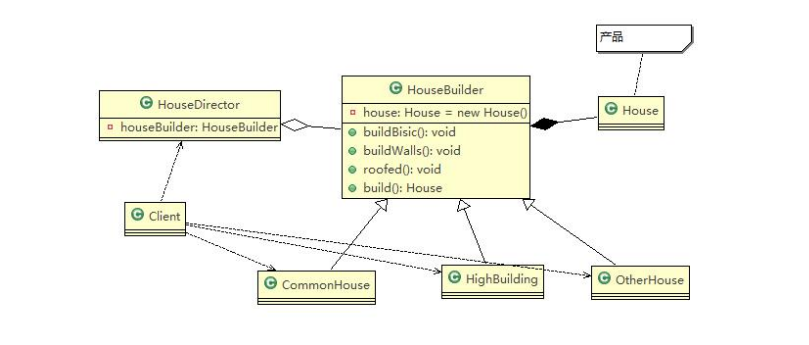 产品
HouseBuilder
house: House = new House()
buildBisic(): void
buildWalls(): void
roofed(): void
build(): House
HouseDirector
houseBuilder: HouseBuilder
House
Client
CommonHouse
HighBuilding
OtherHouse